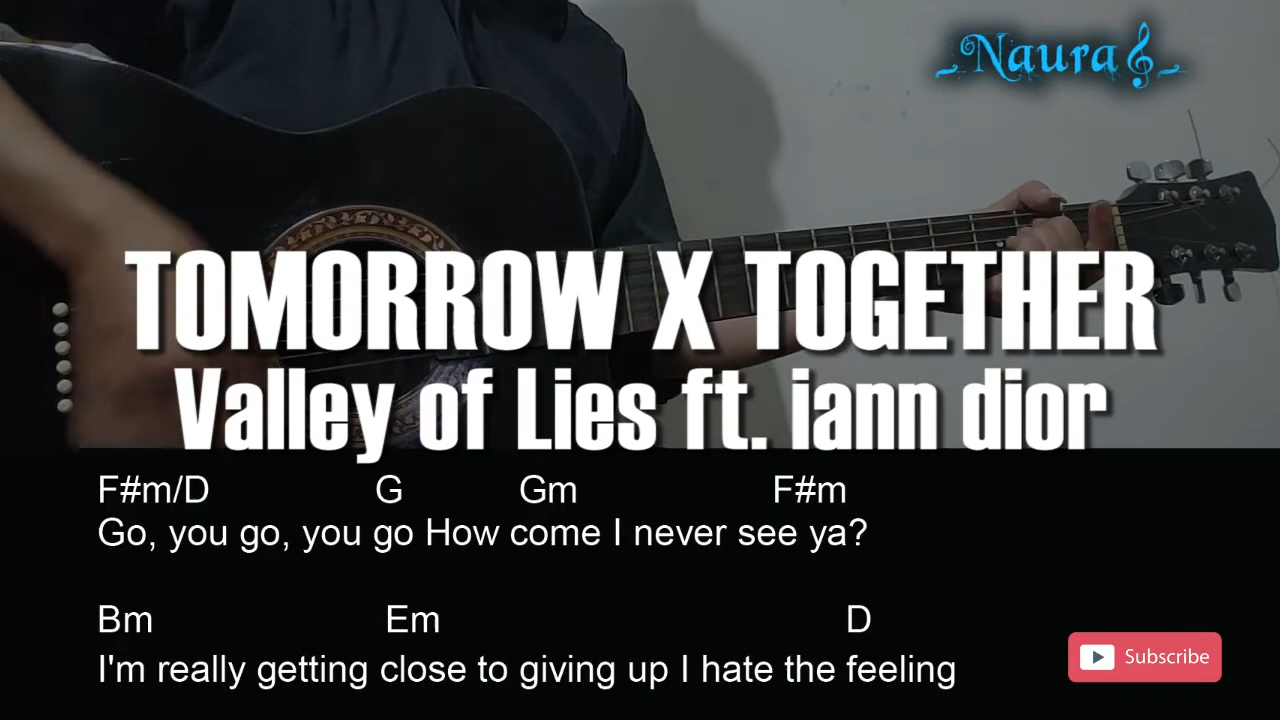 Naura
TOMORROW X TOGETHER
Valley of Lies ft. iann dior
F#m/D G Gm F#m
Go, you go, you go How come I never see ya?
Bm Em D
I'm really getting close to giving up I hate the feeling
Subscribe